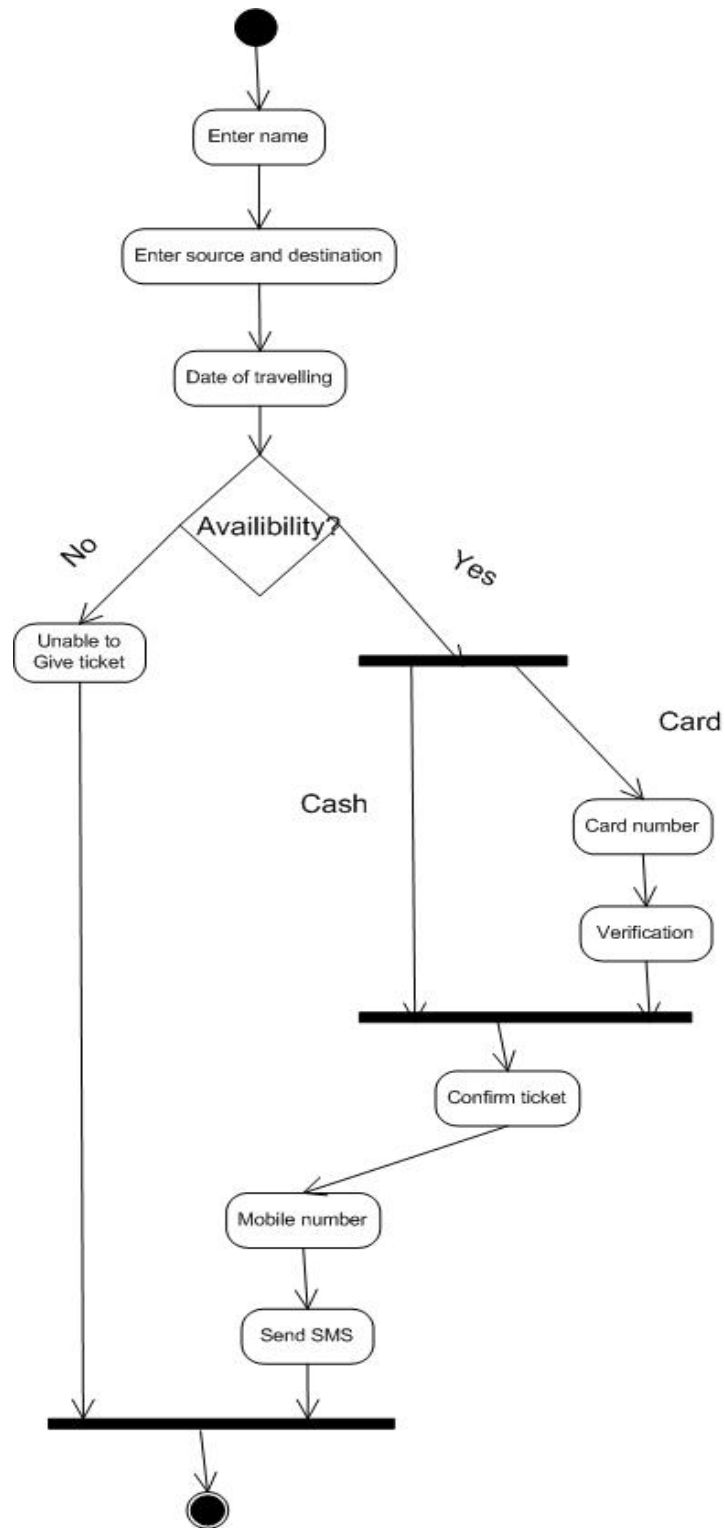 Enter name
Enter source and destination
Date of travelling
Availibility?
No
Yes
Unable to
Give ticket
Card
Cash
Card number
Verification
Confirm ticket
Mobile number
Send SMS